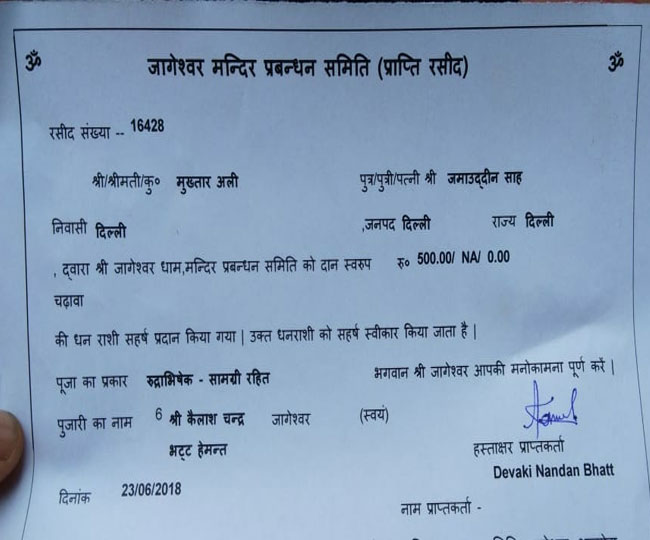 ॐ जागेश्वर मन्दिर प्रबन्धन समिति (प्राप्ति रसीद) ॐ
रसीद संख्या -- 16428
श्री/श्रीमती/कु० मुख्तार अली पुत्र/पुत्री/पत्नी श्री जमाउद्दीन साह
निवासी दिल्ली ,जनपद दिल्ली राज्य दिल्ली
, द्वारा श्री जागेश्वर धाम,मन्दिर प्रबन्धन समिति को दान स्वरुप रु० 500.00/ NA/ 0.00
चढ़ावा
की धन राशी सहर्ष प्रदान किया गया | उक्त धनराशी को सहर्ष स्वीकार किया जाता है |
पूजा का प्रकार रुद्राभिषेक - सामग्री रहित भगवान श्री जागेश्वर आपकी मनोकामना पूर्ण करें |
पुजारी का नाम 6 श्री कैलाश चन्द्र जागेश्वर (स्वयं)
भट्ट हेमन्त हस्ताक्षर प्राप्तकर्ता
Devaki Nandan Bhatt
दिनांक 23/06/2018
नाम प्राप्तकर्ता -